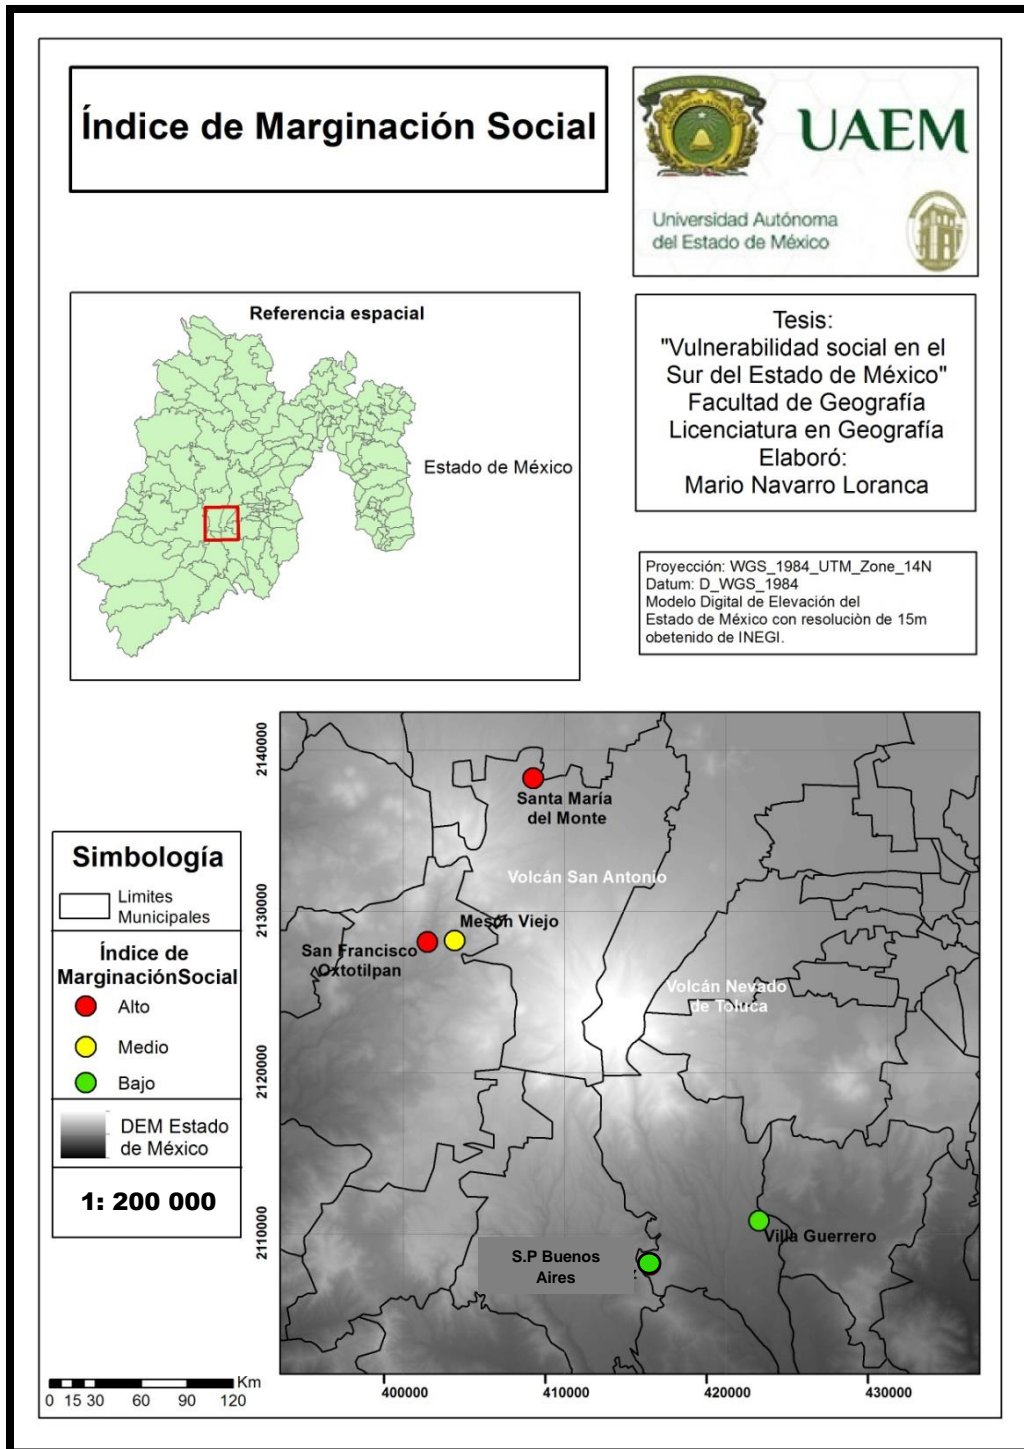 Índice de Marginación Social
UAEM
Universidad Autónoma
del Estado de México
Referencia espacial
Estado de México
Tesis:
"Vulnerabilidad social en el
Sur del Estado de México"
Facultad de Geografía
Licenciatura en Geografía
Elaboró:
Mario Navarro Loranca
Proyección: WGS_1984_UTM_Zone_14N
Datum: D_WGS_1984
Modelo Digital de Elevación del
Estado de México con resoluciòn de 15m
obetenido de INEGI.
Simbología
Limites
Municipales
Índice de
MarginaciónSocial
Alto
Medio
Bajo
DEM Estado
de México
1: 200 000
Km
0 15 30 60 90 120
2140000
2130000
2120000
2110000
Santa María
del Monte
Volcán San Antonio
Mesón Viejo
San Francisco
Oxtotilpan
Volcán Nevado
de Toluca
Villa Guerrero
S.P Buenos
Aires
400000
410000
420000
430000